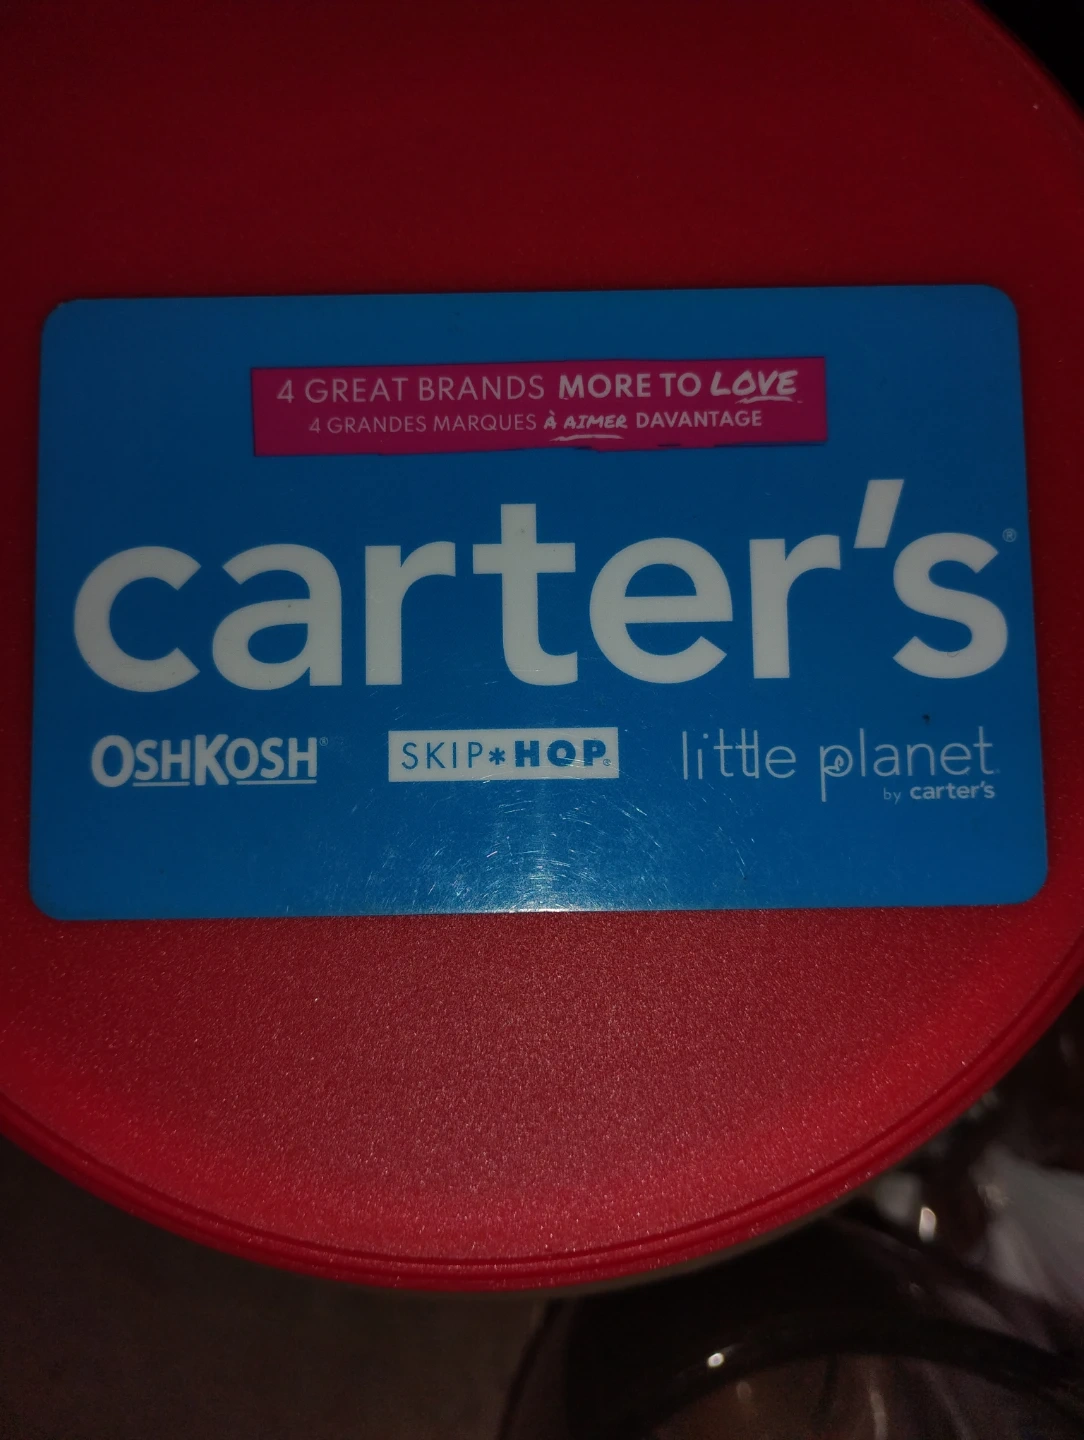 4 GREAT BRANDS MORE TO LOVE
4 GRANDES MARQUES À AIMER DAVANTAGE
carter's®
OSHKOSH® SKIP*HOP® little planet
by carter's